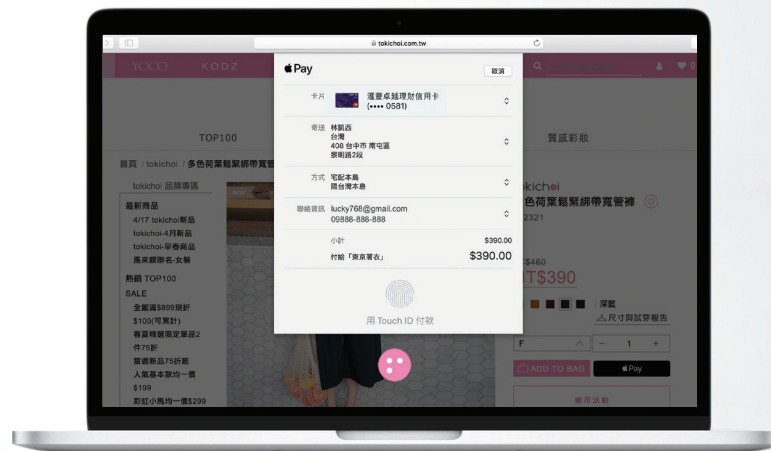 tokichoi.com.tw
YOCO KODZ
0
Pay
取消
卡片 滙豐卓越理財信用卡
(•••• 0581)
寄送 林凱西
台灣
408 台中市 南屯區
黎明路2段
方式 宅配本島
限台灣本島
聯絡資訊 lucky768@gmail.com
09888-888-888
小計 $390.00
付給「東京著衣」 $390.00
用 Touch ID 付款
TOP100
質感彩妝
首頁 / tokichoi / 多色荷葉鬆緊綁帶寬管
tokichoi 品牌專區
最新商品
4/17 tokichoi新品
tokichoi-4月新品
tokichoi-早春商品
馬來貘聯名-女裝
熱銷 TOP100
SALE
全館滿$899現折
$100(可累計)
春夏精選限定單品2
件75折
當週新品75折起
人氣基本款均一價
$199
彩虹小馬均一價$299
kichoi
色荷葉鬆緊綁帶寬管褲
2321
$460
T$390
深藍
尺寸與試穿報告
F − 1 +
ADD TO BAG
Pay
適用活動